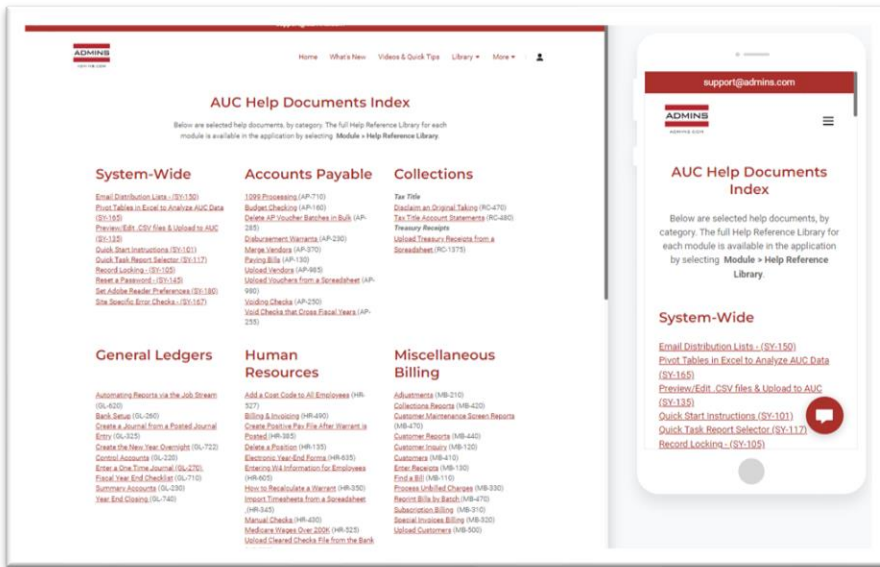 ADMINS
Home What's New Videos & Quick Tips Library More
AUC Help Documents Index
Below are selected help documents, by category. The full Help Reference Library for each
module is available in the application by selecting Module > Help Reference Library.
System-Wide
Email Distribution Lists - (SY-150)
Pivot Tables in Excel to Analyze AUC Data
(SY-165)
Preview/Edit .CSV files & Upload to AUC
(SY-135)
Quick Start Instructions (SY-101)
Quick Task Report Selector (SY-117)
Record Locking - (SY-105)
Reset a Password - (SY-145)
Set Adobe Reader Preferences (SY-180)
Site Specific Error Checks - (SY-167)
Accounts Payable
1099 Processing (AP-710)
Budget Checking (AP-160)
Delete AP Voucher Batches in Bulk (AP-
285)
Disbursement Warrants (AP-230)
Merge Vendors (AP-370)
Paying Bills (AP-130)
Upload Vendors (AP-985)
Upload Vouchers from a Spreadsheet (AP-
990)
Voiding Checks (AP-250)
Void Checks that Cross Fiscal Years (AP-
255)
Collections
Tax Title
Disclaim an Original Taking (RC-470)
Tax Title Account Statements (RC-480)
Treasury Receipts
Upload Treasury Receipts from a
Spreadsheet (RC-1375)
General Ledgers
Automating Reports via the Job Stream
(GL-620)
Bank Setup (GL-260)
Create a Journal from a Posted Journal
Entry (GL-325)
Create the New Year Overnight (GL-722)
Control Accounts (GL-220)
Enter a One Time Journal (GL-270).
Fiscal Year End Checklist (GL-710)
Summary Accounts (GL-230)
Year End Closing (GL-740)
Human
Resources
Add a Cost Code to All Employees (HR-
527)
Billing & Invoicing (HR-490)
Create Positive Pay File After Warrant is
Posted (HR-385)
Delete a Position (HR-135)
Electronic Year-End Forms (HR-635)
Entering W4 Information for Employees
(HR-605)
How to Recalculate a Warrant (HR-350)
Import Timesheets from a Spreadsheet
(HR-345)
Manual Checks (HR-400)
Medicare Wages Over 200K (HR-525)
Upload Cleared Checks File from the Bank
Miscellaneous
Billing
Adjustments (MB-210)
Collections Reports (MB-420)
Customer Maintenance Screen Reports
(MB-470)
Customer Reports (MB-440)
Customer Inquiry (MB-120)
Customers (MB-410)
Enter Receipts (MB-130)
Find a Bill (MB-110)
Process Unbilled Charges (MB-330)
Reprint Bills by Batch (MB-470)
Subscription Billing (MB-310)
Special Invoices Billing (MB-320)
Upload Customers (MB-500)
support@admins.com
ADMINS
ADMINS.COM
AUC Help Documents
Index
Below are selected help documents, by
category. The full Help Reference Library for
each module is available in the application
by selecting Module > Help Reference
Library.
System-Wide
Email Distribution Lists - (SY-150)
Pivot Tables in Excel to Analyze AUC Data
(SY-165)
Preview/Edit .CSV files & Upload to AUC
(SY-135)
Quick Start Instructions (SY-101)
Quick Task Report Selector (SY-117)
Record Locking - (SY-105)